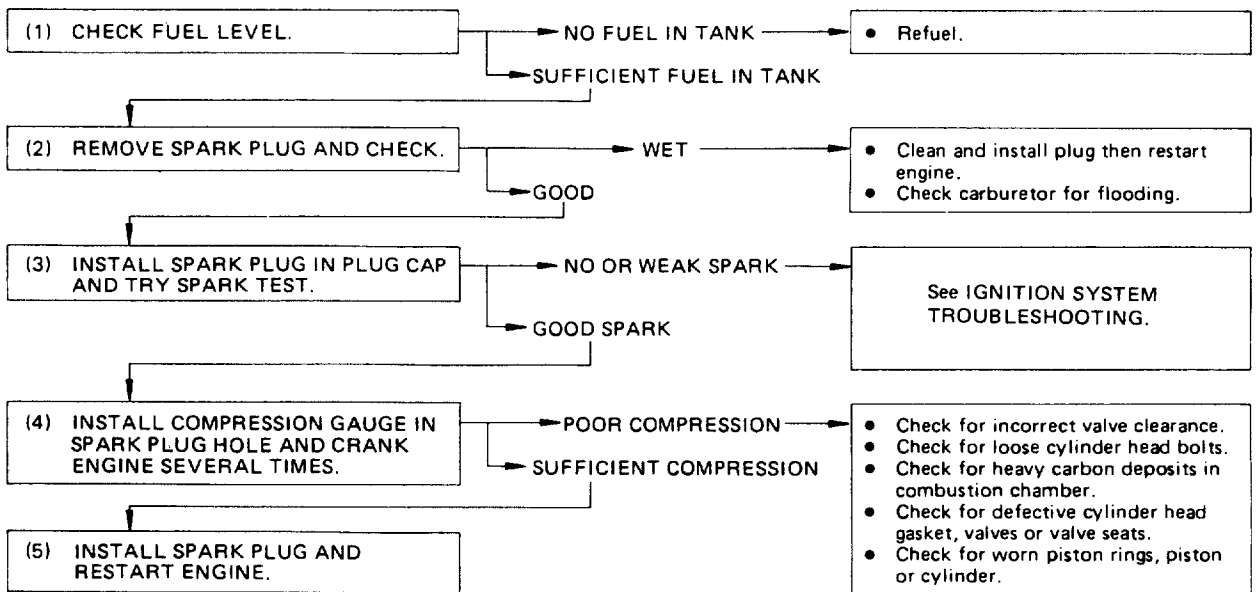 (1) CHECK FUEL LEVEL.
NO FUEL IN TANK
• Refuel.
SUFFICIENT FUEL IN TANK
(2) REMOVE SPARK PLUG AND CHECK.
WET
• Clean and install plug then restart
engine.
• Check carburetor for flooding.
GOOD
(3) INSTALL SPARK PLUG IN PLUG CAP
AND TRY SPARK TEST.
NO OR WEAK SPARK
See IGNITION SYSTEM
TROUBLESHOOTING.
GOOD SPARK
(4) INSTALL COMPRESSION GAUGE IN
SPARK PLUG HOLE AND CRANK
ENGINE SEVERAL TIMES.
POOR COMPRESSION
• Check for incorrect valve clearance.
• Check for loose cylinder head bolts.
• Check for heavy carbon deposits in
combustion chamber.
• Check for defective cylinder head
gasket, valves or valve seats.
• Check for worn piston rings, piston
or cylinder.
SUFFICIENT COMPRESSION
(5) INSTALL SPARK PLUG AND
RESTART ENGINE.